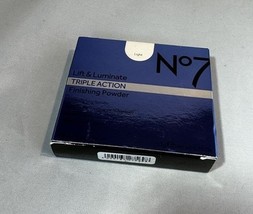 Nº7
Lift & Luminate
TRIPLE ACTION
Finishing Powder